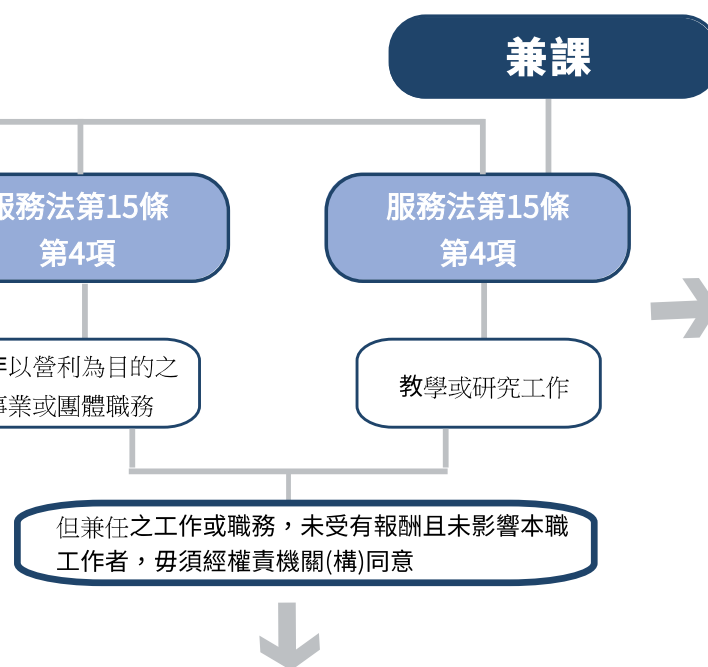 兼課
服務法第15條
第4項
服務法第15條
第4項
以營利為目的之
事業或團體職務
教學或研究工作
但兼任之工作或職務，未受有報酬且未影響本職
工作者，毋須經權責機關(構)同意